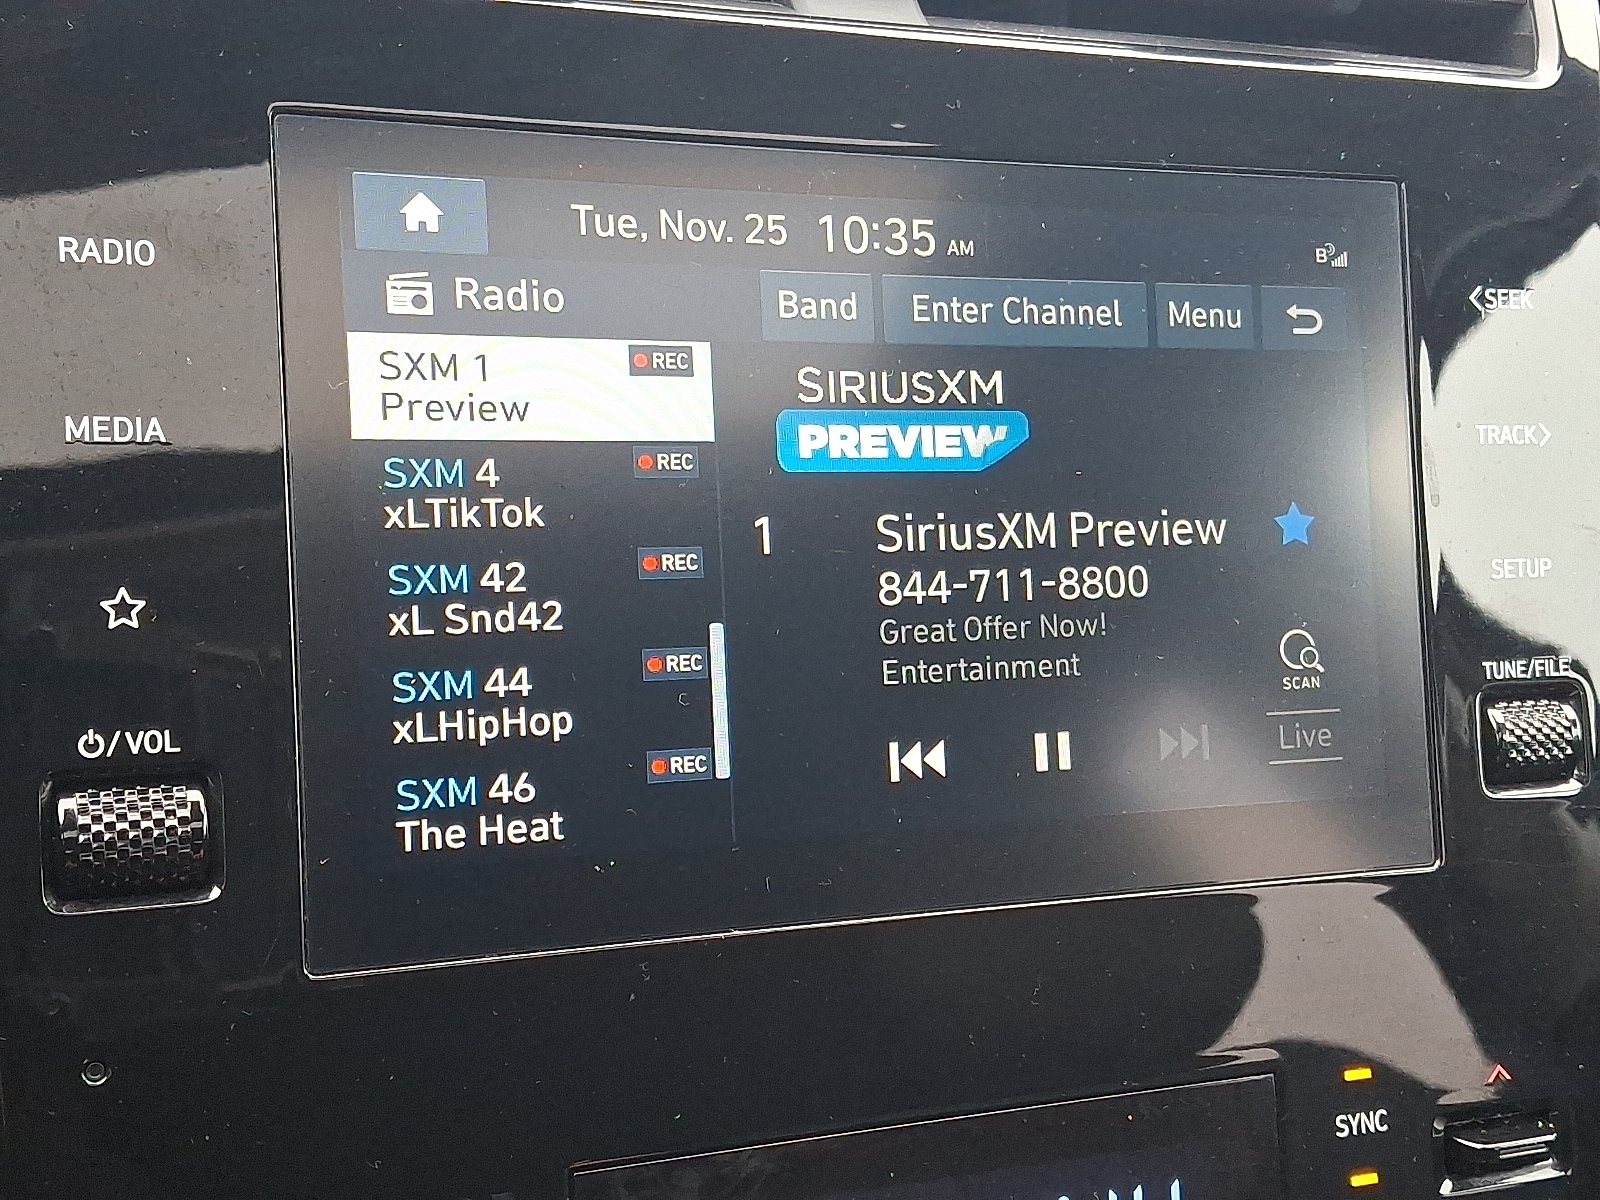 Tue, Nov. 25 10:35 AM
B
RADIO
Radio
Band
Enter Channel
Menu
<SEEK
SXM 1
REC
Preview
SIRIUSXM
PREVIEW
MEDIA
TRACK>
SXM 4
REC
xLTikTok
1
SiriusXM Preview
844-711-8800
Great Offer Now!
Entertainment
SETUP
SXM 42
REC
xL Snd42
SXM 44
REC
xLHipHop
SCAN
Live
TUNE/FILE
/VOL
SXM 46
REC
The Heat
SYNC